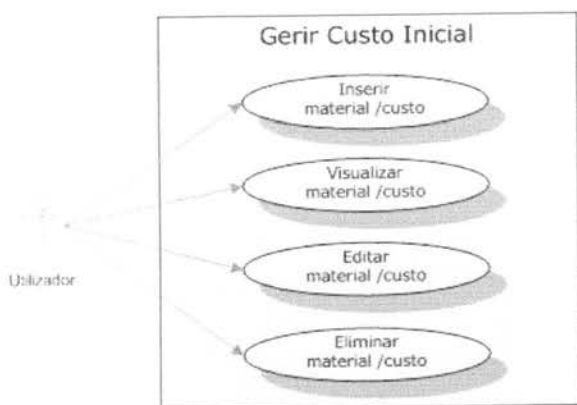 Gerir Custo Inicial
Inserir
material /custo
Visualizar
material /custo
Editar
material /custo
Utilizador
Eliminar
material /custo